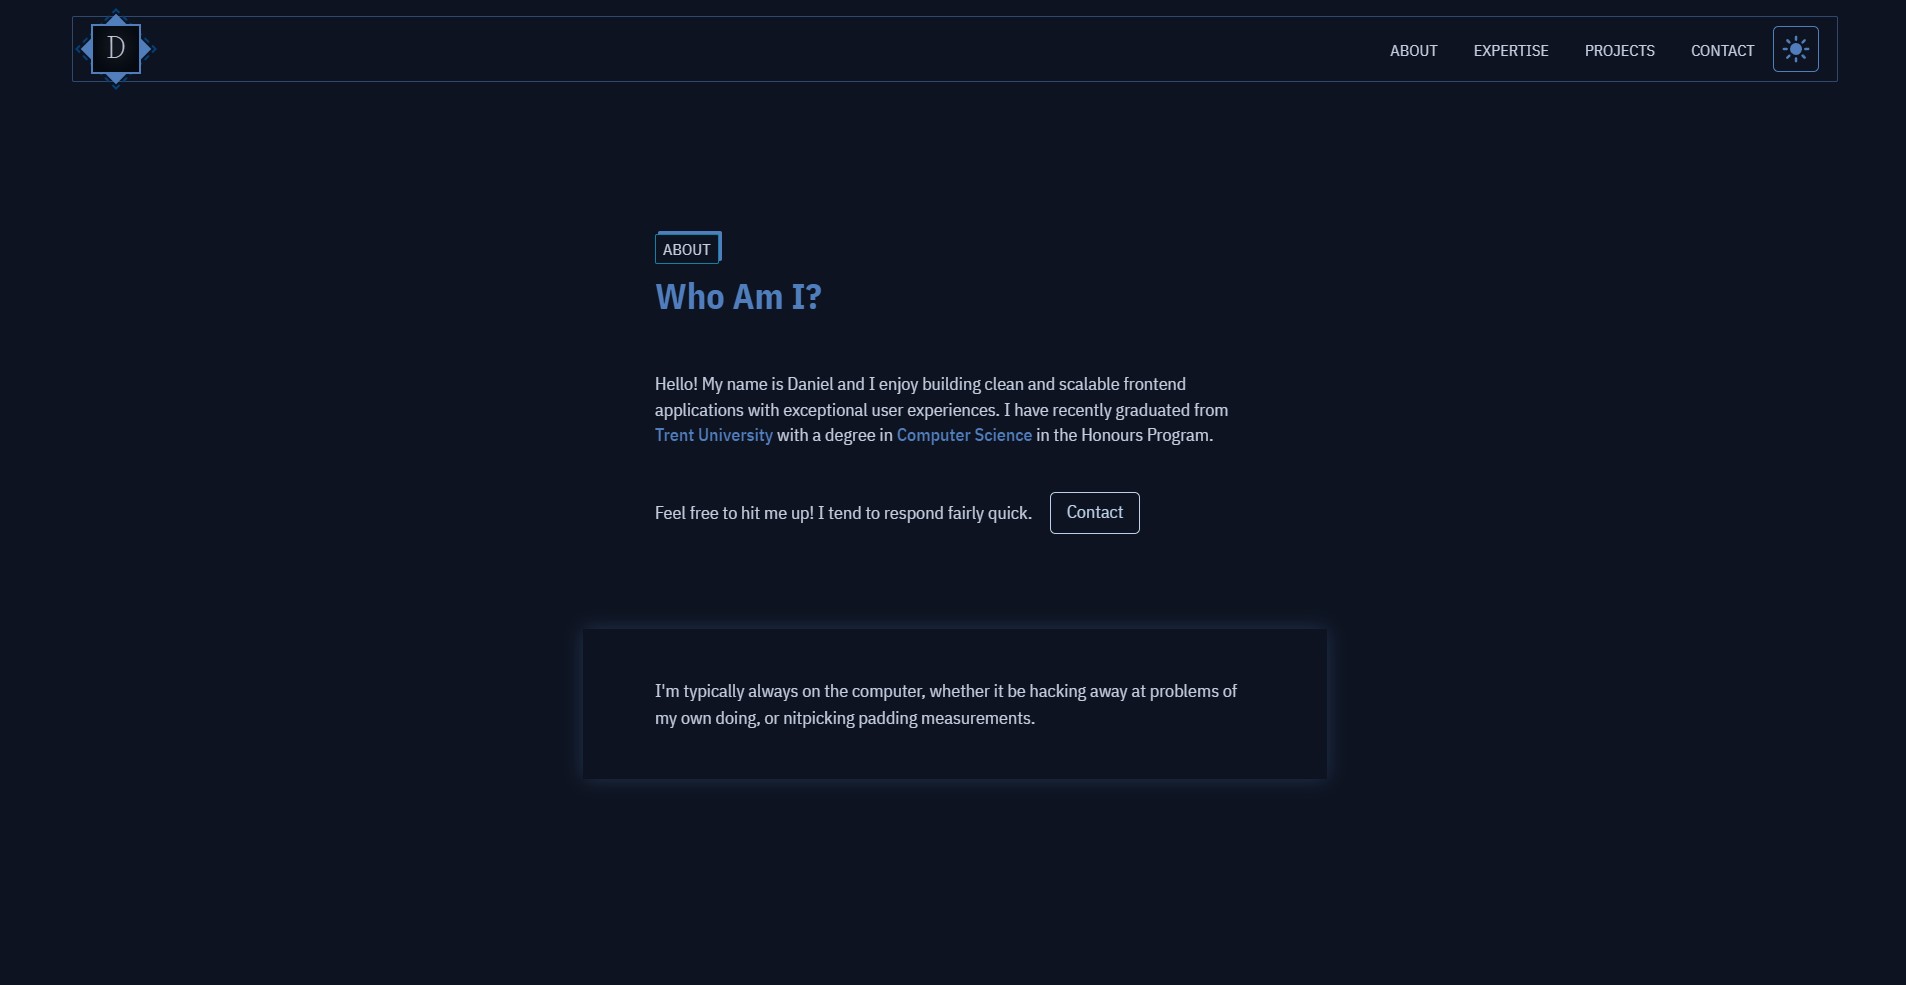 D
ABOUT
EXPERTISE
PROJECTS
CONTACT
ABOUT
Who Am I?
Hello! My name is Daniel and I enjoy building clean and scalable frontend
applications with exceptional user experiences. I have recently graduated from
Trent University with a degree in Computer Science in the Honours Program.
Feel free to hit me up! I tend to respond fairly quick.
Contact
I'm typically always on the computer, whether it be hacking away at problems of
my own doing, or nitpicking padding measurements.